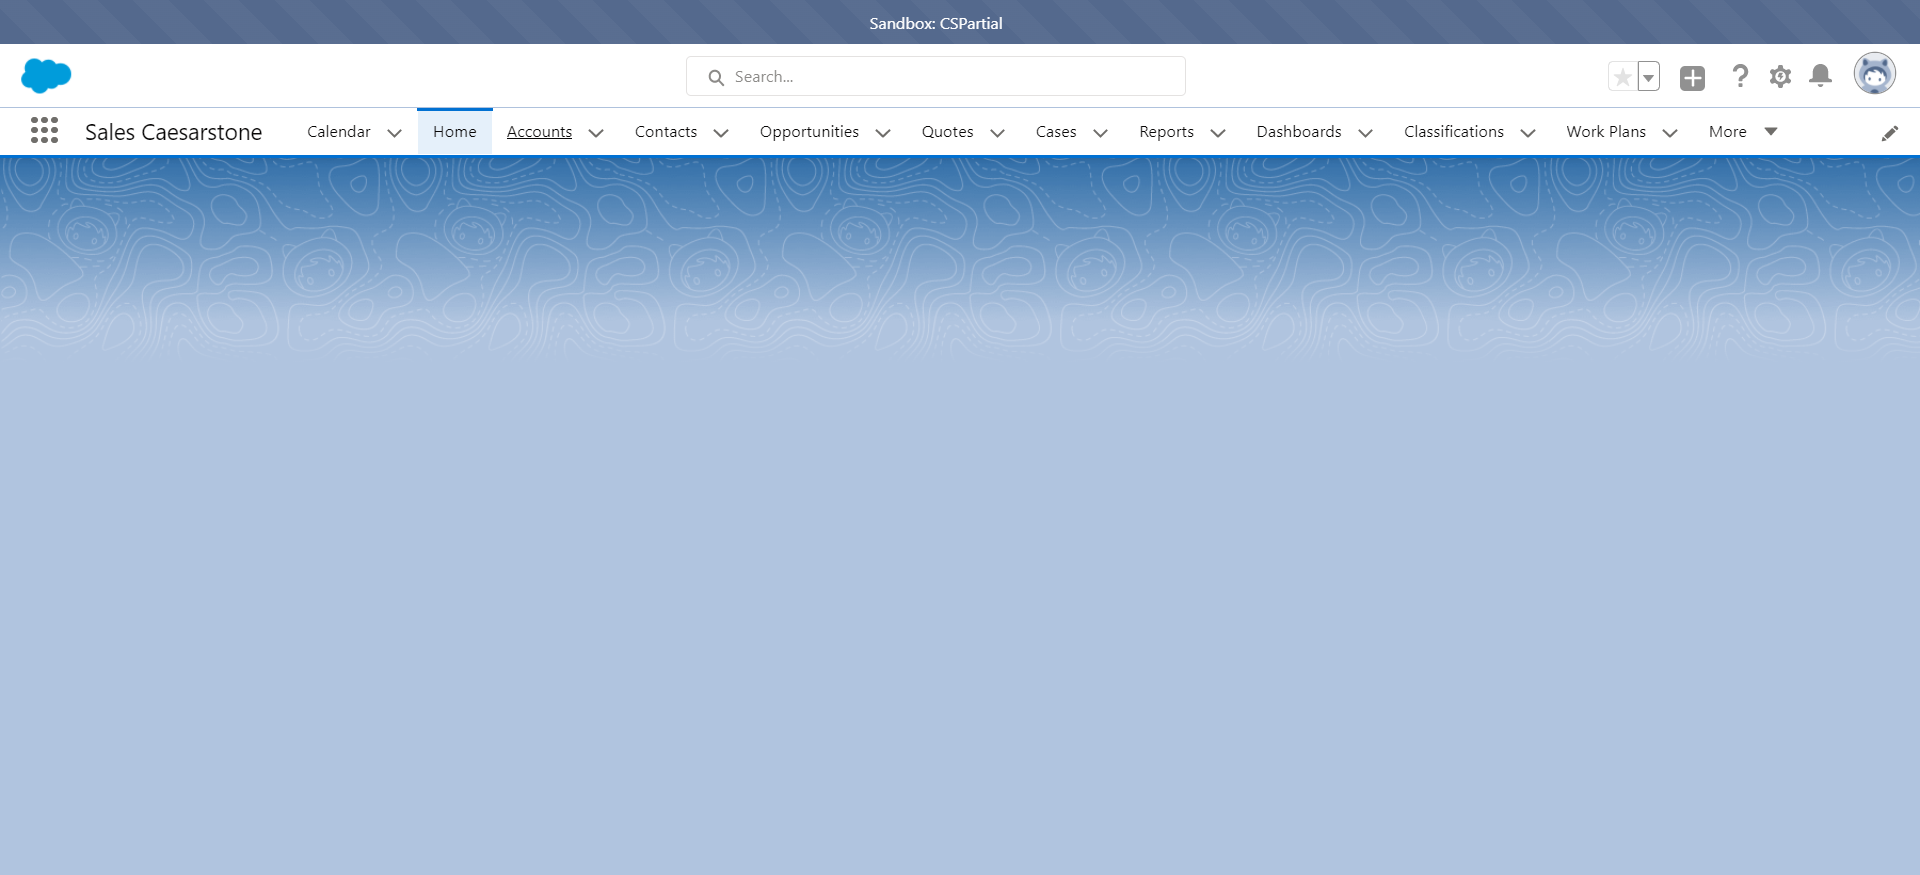 Sandbox: CSPartial
Search...
Sales Caesarstone Calendar Home Accounts Contacts Opportunities Quotes Cases Reports Dashboards Classifications Work Plans More